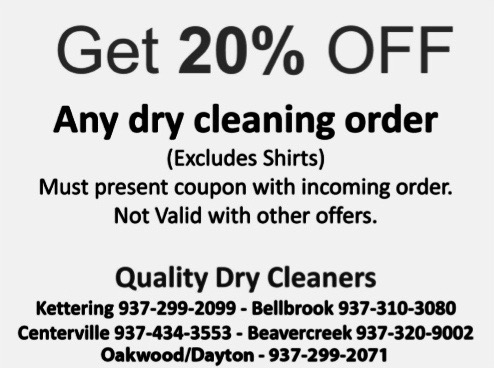 Get 20% OFF
Any dry cleaning order
(Excludes Shirts)
Must present coupon with incoming order.
Not Valid with other offers.
Quality Dry Cleaners
Kettering 937-299-2099 - Bellbrook 937-310-3080
Centerville 937-434-3553 - Beavercreek 937-320-9002
Oakwood/Dayton - 937-299-2071